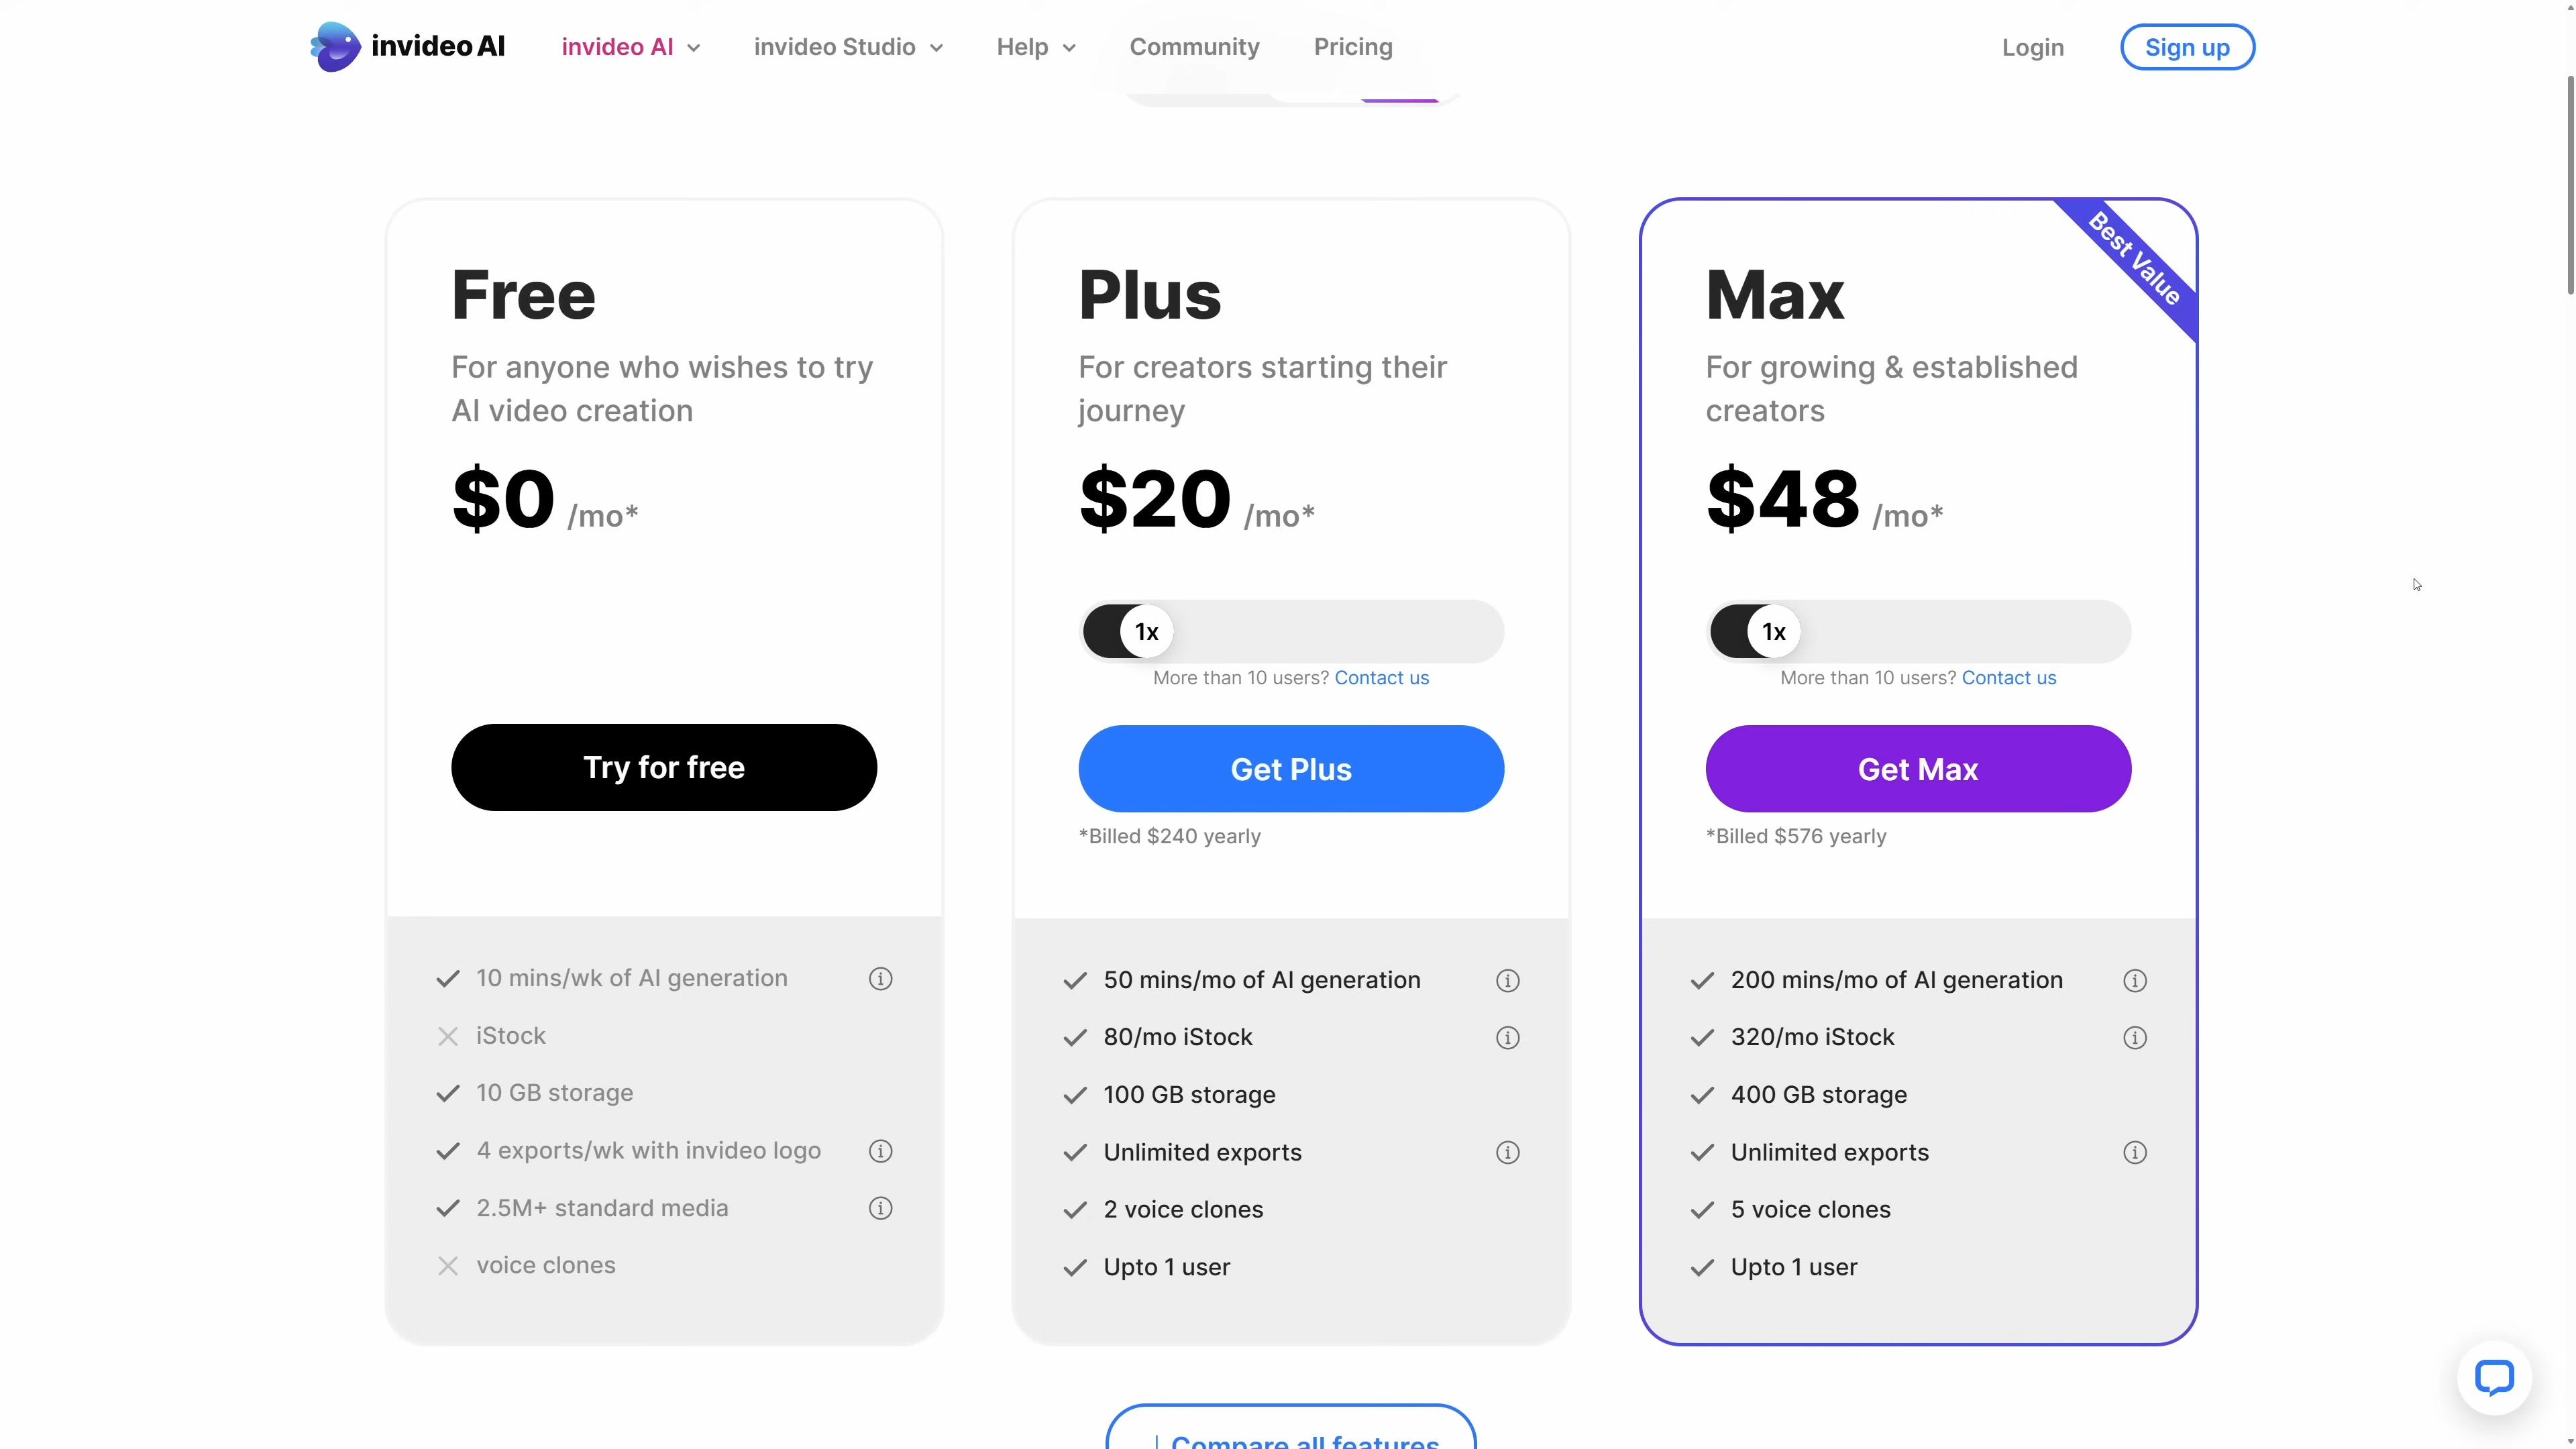 invideo AI
invideo AI
invideo Studio
Help
Community
Pricing
Login
Sign up
Free
For anyone who wishes to try
AI video creation
$0 /mo*
Try for free
10 mins/wk of AI generation
iStock
10 GB storage
4 exports/wk with invideo logo
2.5M+ standard media
voice clones
Plus
For creators starting their
journey
$20 /mo*
1x
More than 10 users? Contact us
Get Plus
*Billed $240 yearly
50 mins/mo of AI generation
80/mo iStock
100 GB storage
Unlimited exports
2 voice clones
Upto 1 user
Best Value
Max
For growing & established
creators
$48 /mo*
1x
More than 10 users? Contact us
Get Max
*Billed $576 yearly
200 mins/mo of AI generation
320/mo iStock
400 GB storage
Unlimited exports
5 voice clones
Upto 1 user
Compare all features